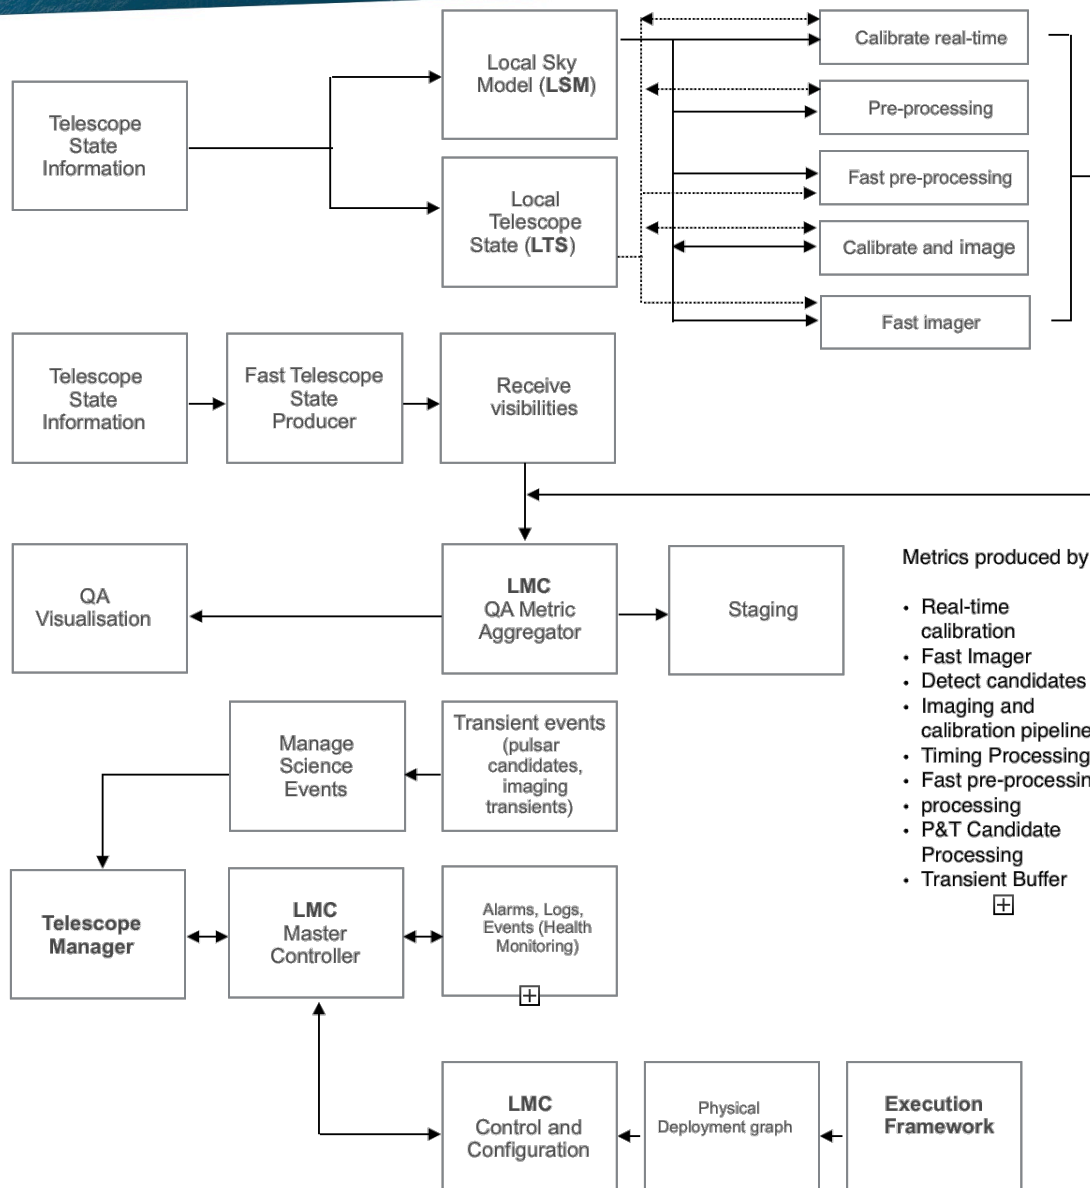 Telescope
State
Information
Local Sky
Model (LSM)
Local
Telescope
State (LTS)
Calibrate real-time
Pre-processing
Fast pre-processing
Calibrate and image
Fast imager
Telescope
State
Information
Fast Telescope
State
Producer
Receive
visibilities
QA
Visualisation
LMC
QA Metric
Aggregator
Staging
Metrics produced by
• Real-time
calibration
• Fast Imager
• Detect candidates
• Imaging and
calibration pipeline
• Timing Processing
• Fast pre-processin
• processing
• P&T Candidate
Processing
• Transient Buffer
Manage
Science
Events
Transient events
(pulsar
candidates,
imaging
transients)
Telescope
Manager
LMC
Master
Controller
Alarms, Logs,
Events (Health
Monitoring)
LMC
Control and
Configuration
Physical
Deployment graph
Execution
Framework